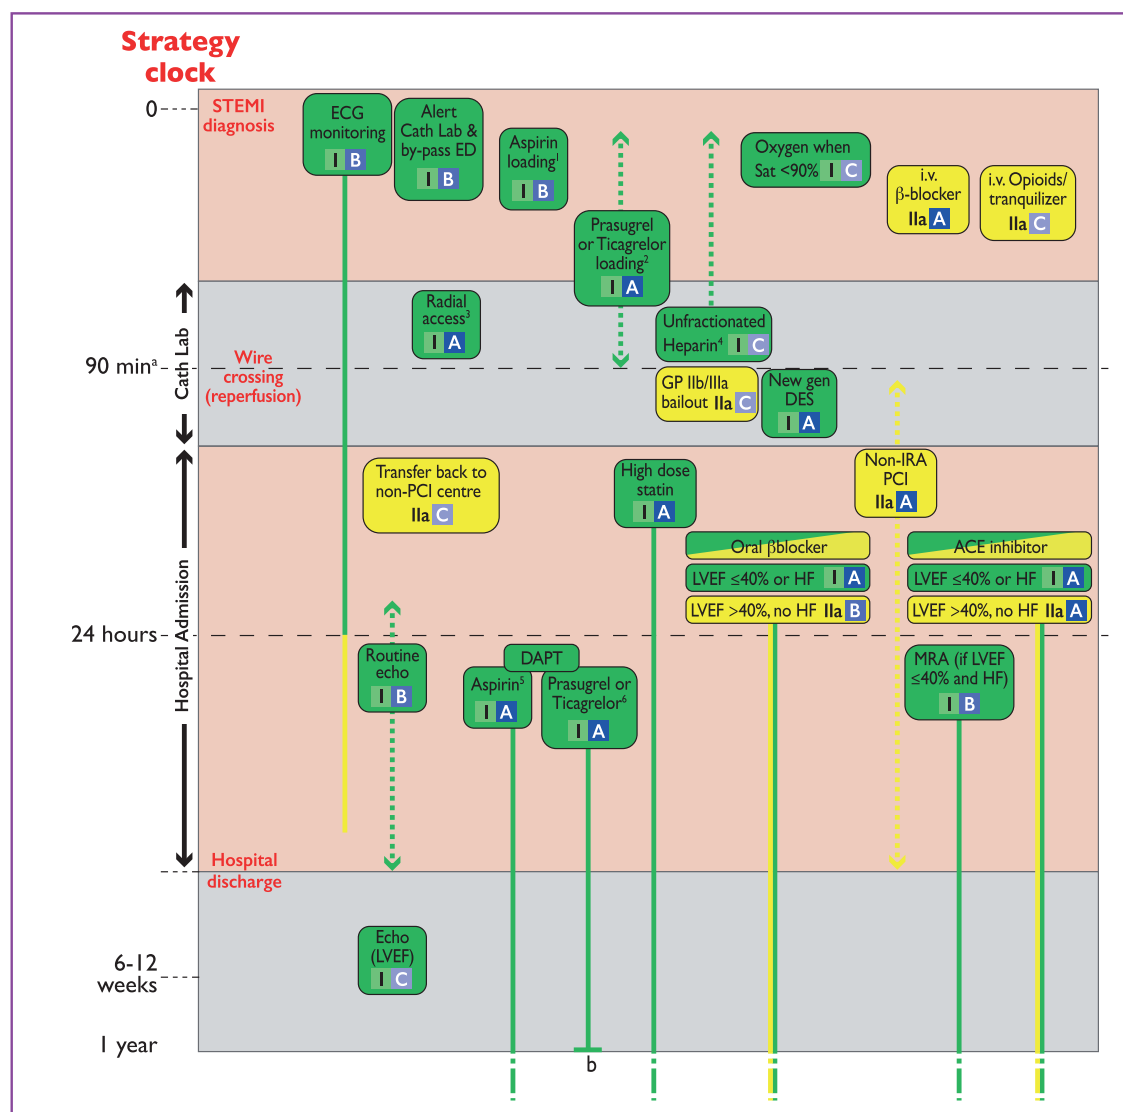 Strategy
clock
0
STEMI
diagnosis
ECG
monitoring
I B
Alert
Cath Lab &
by-pass ED
I B
Aspirin
loading¹
I B
Prasugrel
or Ticagrelor
loading²
I A
Oxygen when
Sat <90% I C
i.v.
β-blocker
IIa A
i.v. Opioids/
tranquilizer
IIa C
Cath Lab
Radial
access³
I A
Unfractionated
Heparin⁴ I C
90 minᵃ
Wire
crossing
(reperfusion)
GP IIb/IIIa
bailout IIa C
New gen
DES
I A
Hospital Admission
Transfer back to
non-PCI centre
IIa C
High dose
statin
I A
Non-IRA
PCI
IIa A
Oral βblocker
LVEF ≤40% or HF I A
LVEF >40%, no HF IIa B
ACE inhibitor
LVEF ≤40% or HF I A
LVEF >40%, no HF IIa A
24 hours
Routine
echo
I B
DAPT
Aspirin⁵
I A
Prasugrel or
Ticagrelor⁶
I A
MRA (if LVEF
≤40% and HF)
I B
Hospital
discharge
Echo
(LVEF)
I C
6-12
weeks
1 year
b